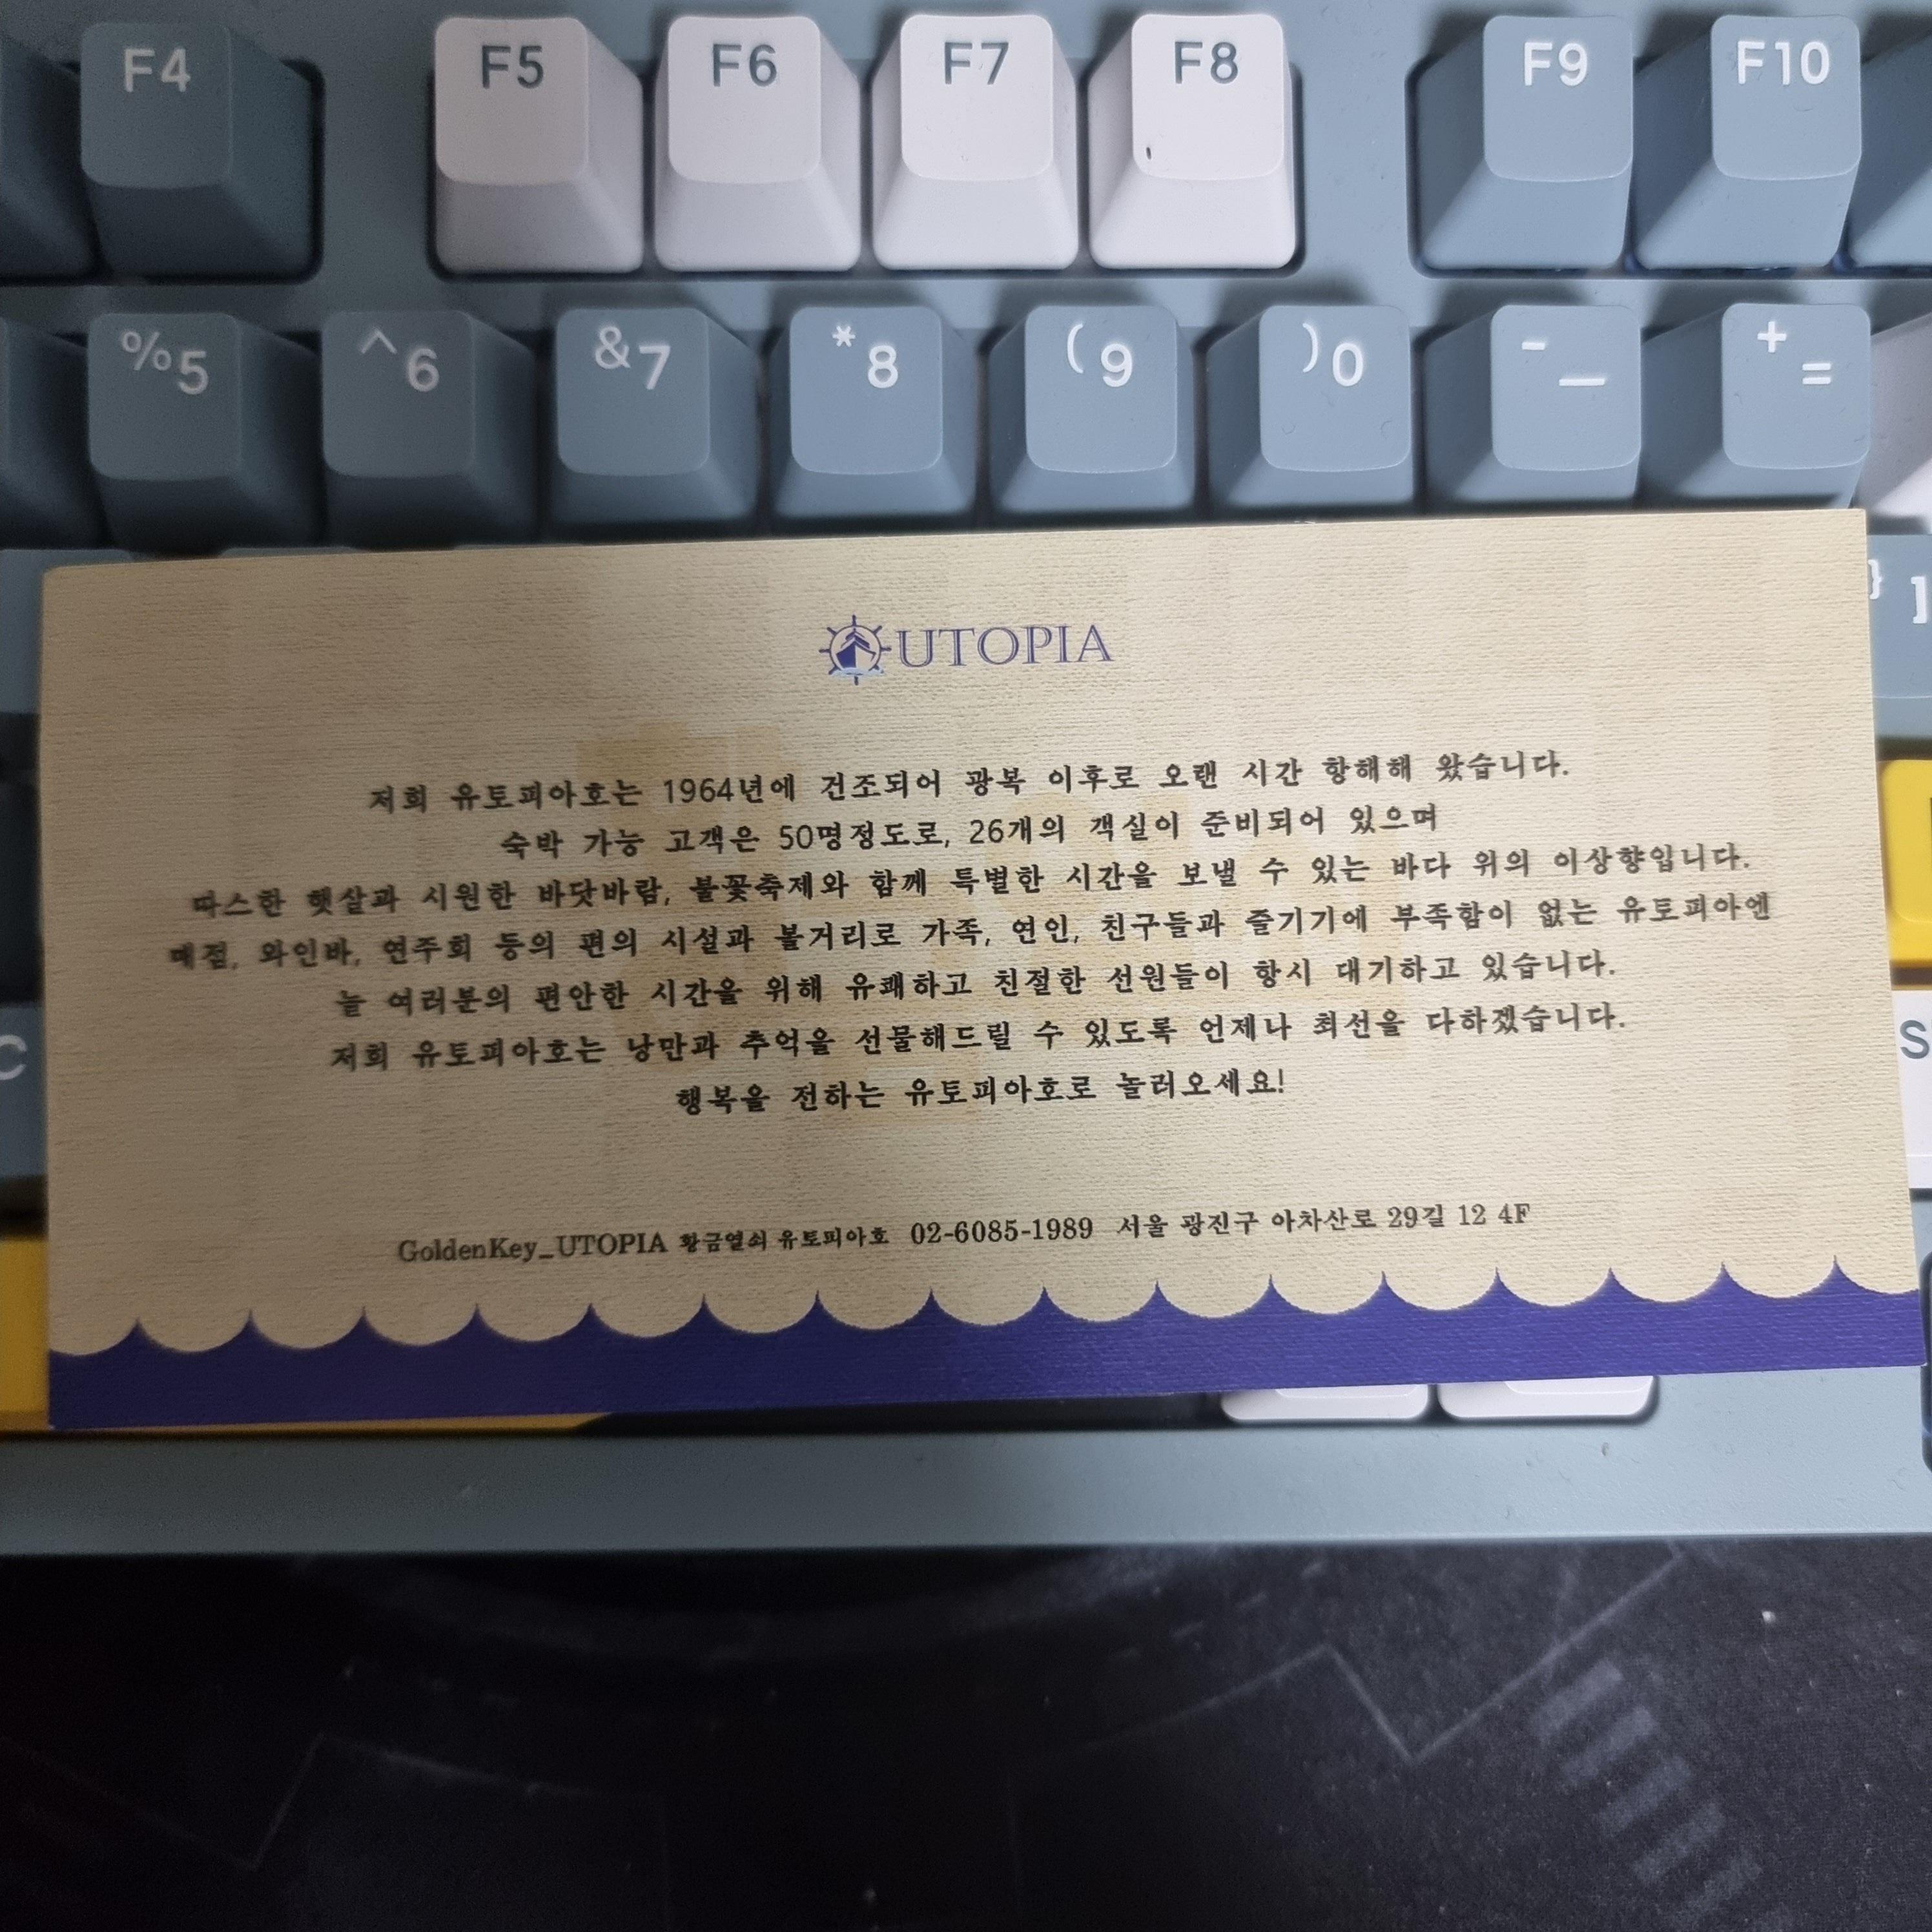 F4 F5 F6 F7 F8 F9 F10
%5 ^6 &7 *8 (9 )0 -_ +=
} ]
UTOPIA
저희 유토피아호는 1964년에 건조되어 광복 이후로 오랜 시간 항해해 왔습니다.
숙박 가능 고객은 50명정도로, 26개의 객실이 준비되어 있으며
따스한 햇살과 시원한 바닷바람, 불꽃축제와 함께 특별한 시간을 보낼 수 있는 바다 위의 이상향입니다.
매점, 와인바, 연주회 등의 편의 시설과 볼거리로 가족, 연인, 친구들과 즐기기에 부족함이 없는 유토피아엔
늘 여러분의 편안한 시간을 위해 유쾌하고 친절한 선원들이 항시 대기하고 있습니다.
C
S
저희 유토피아호는 낭만과 추억을 선물해드릴 수 있도록 언제나 최선을 다하겠습니다.
행복을 전하는 유토피아호로 놀러오세요!
GoldenKey_UTOPIA 황금열쇠 유토피아호 02-6085-1989 서울 광진구 아차산로 29길 12 4F